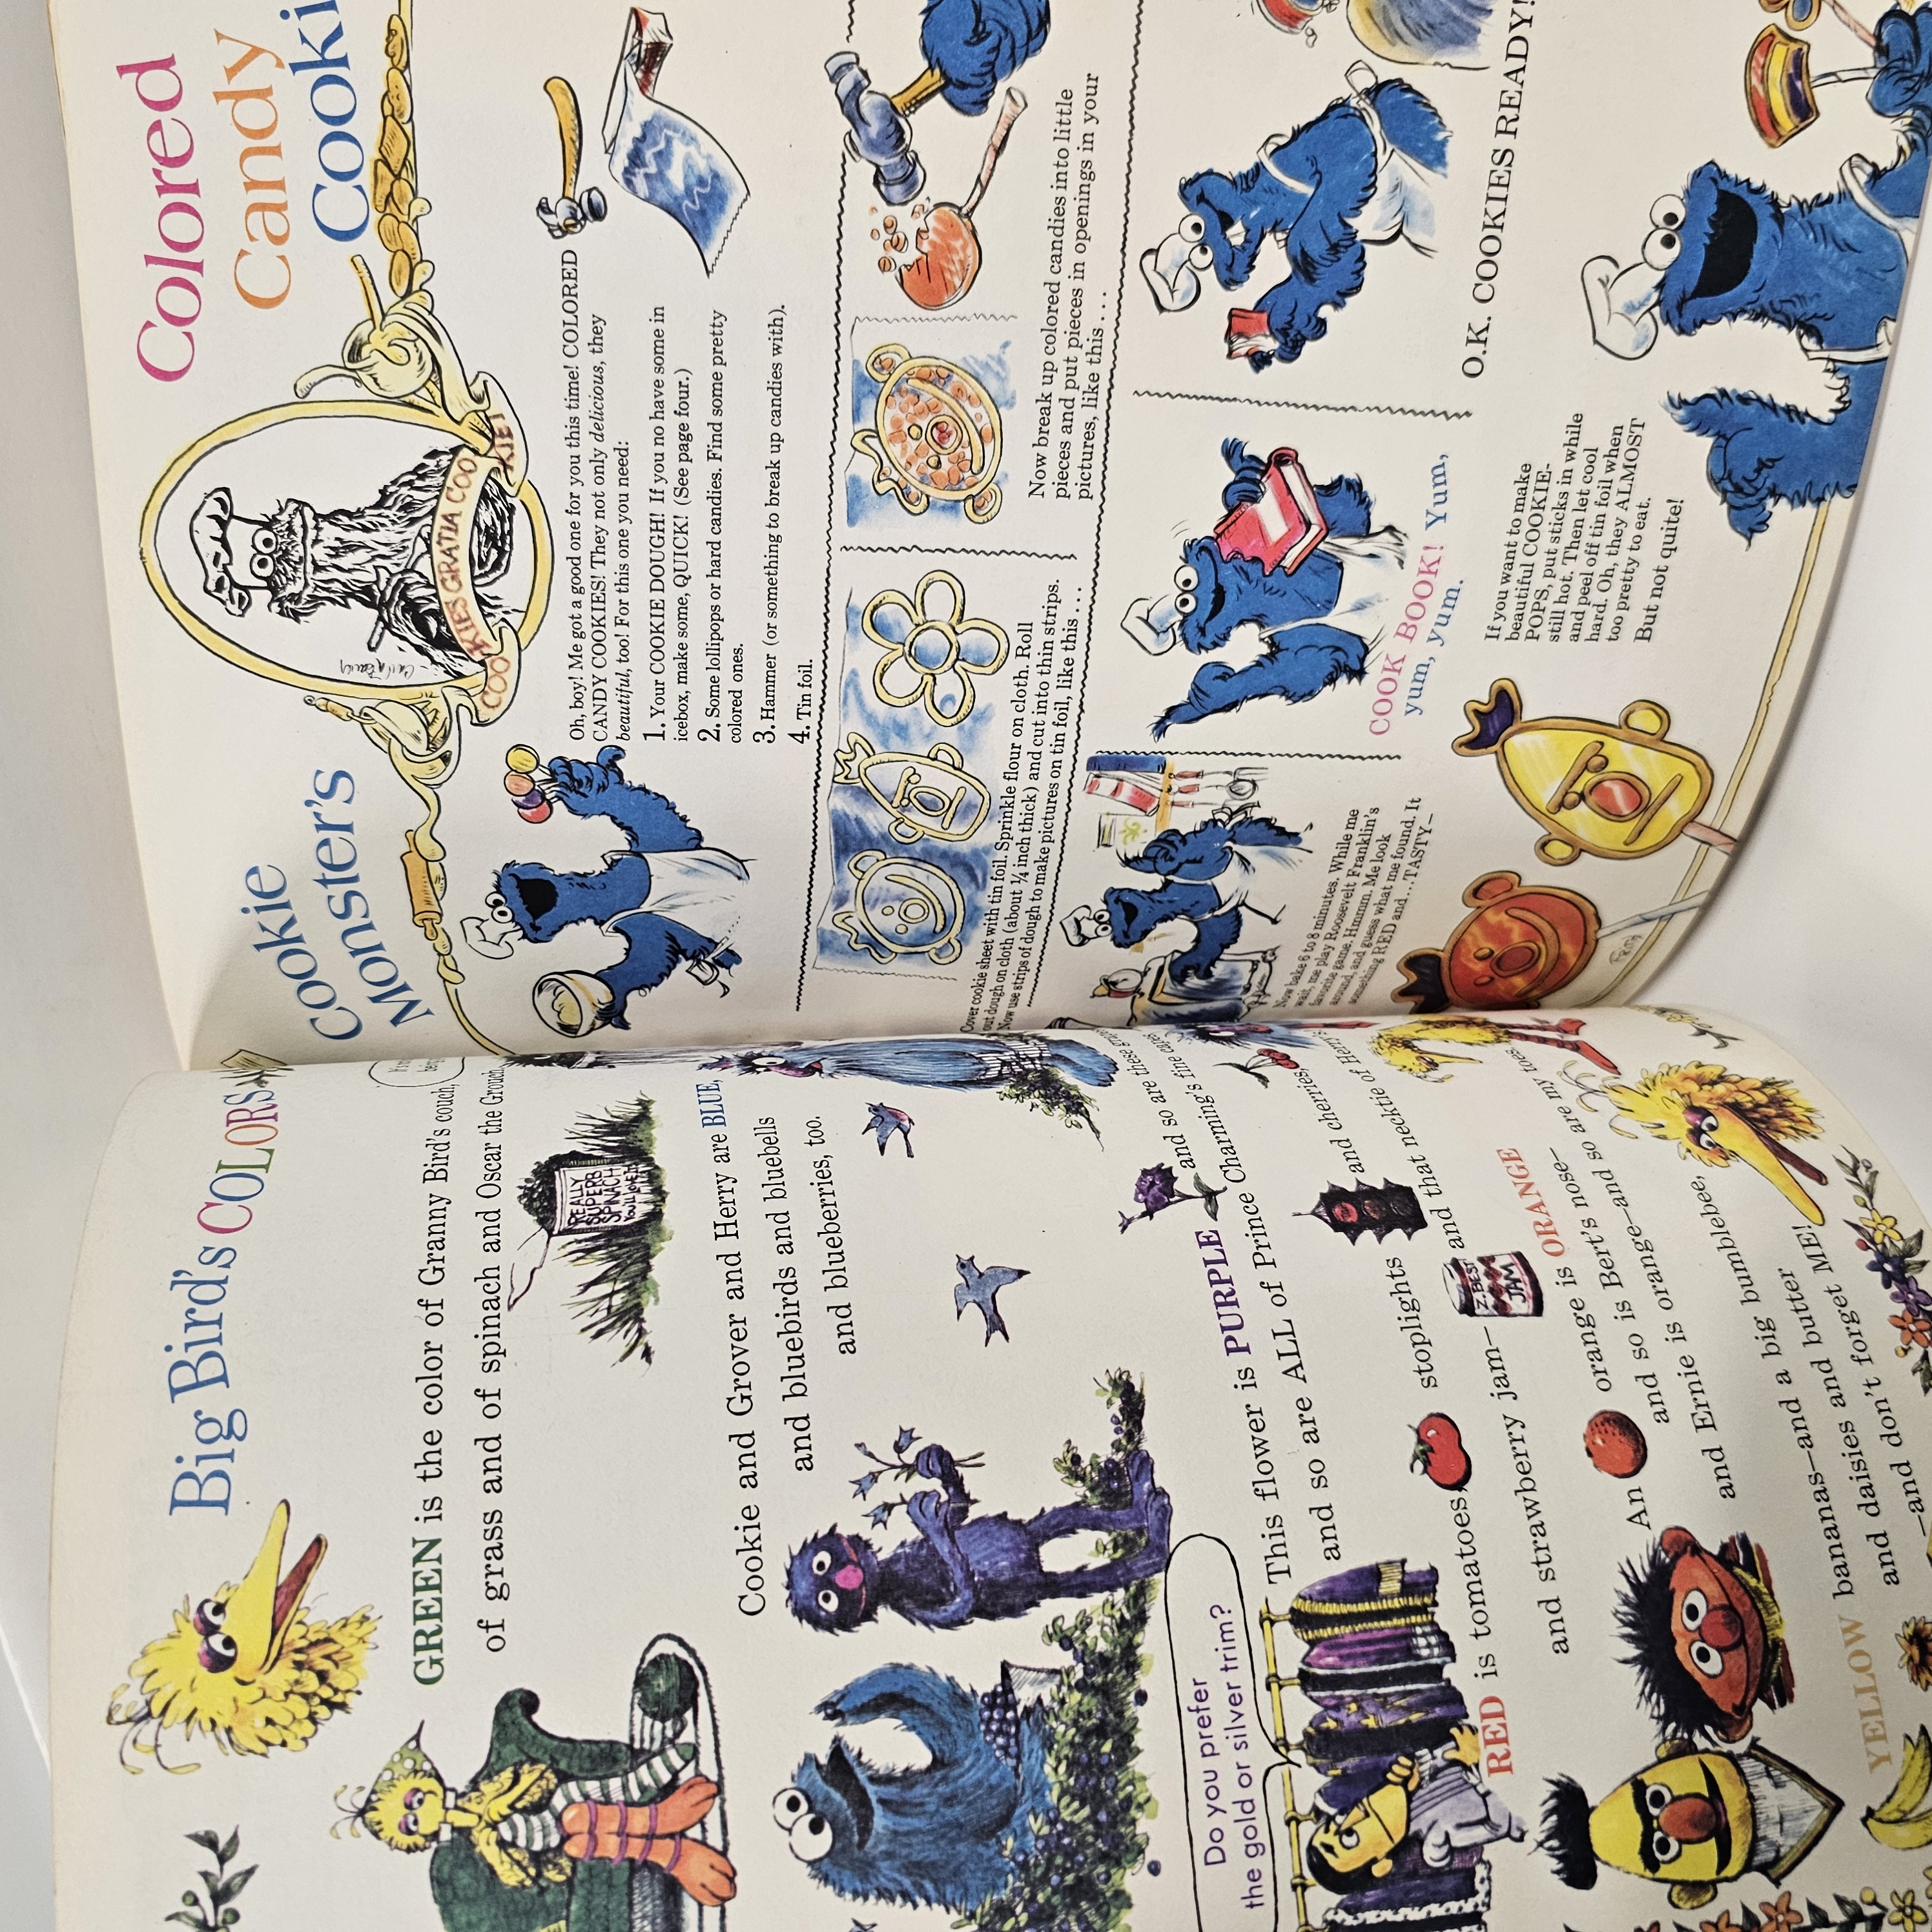 Big Bird's COLORS
GREEN is the color of Granny Bird's couch,
of grass and of spinach and Oscar the Grouch
REALLY
SUPERB
SPINACH
YOU'LL LOVE IT
Cookie and Grover and Herry are BLUE,
and bluebirds and bluebells
and blueberries, too.
Do you prefer
the gold or silver trim?
This flower is PURPLE and so are these
and so are ALL of Prince Charming's fine capes
RED is tomatoes, stoplights and cherries,
and strawberry jam— and that necktie of Herry's
Z. BEST
JAM
An orange is ORANGE
and so is Bert's nose—
and Ernie is orange—and so are my toes.
YELLOW bananas—and a big bumblebee,
and daisies and butter
—and don't forget ME!
Cookie
Monster's
Colored
Candy
COOKIES GRATIA COOKIES
Oh, boy! Me got a good one for you this time! COLORED
CANDY COOKIES! They not only delicious, they
beautiful, too! For this one you need:
1. Your COOKIE DOUGH! If you no have some in
icebox, make some, QUICK! (See page four.)
2. Some lollipops or hard candies. Find some pretty
colored ones.
3. Hammer (or something to break up candies with).
4. Tin foil.
Cover cookie sheet with tin foil. Sprinkle flour on cloth. Roll
out dough on cloth (about ¼ inch thick) and cut into thin strips.
Now use strips of dough to make pictures on tin foil, like this . . .
Now break up colored candies into little
pieces and put pieces in openings in your
pictures, like this . . .
Now bake 6 to 8 minutes. While me
wait, me play Roosevelt Franklin's
favorite game. Hmmm. Me look
around, and guess what me found. It
something RED and...TASTY—
COOK BOOK! Yum,
yum, yum.
O.K. COOKIES READY!
If you want to make
beautiful COOKIE-
POPS, put sticks in while
still hot. Then let cool
and peel off tin foil when
hard. Oh, they ALMOST
too pretty to eat.
But not quite!
FRITH